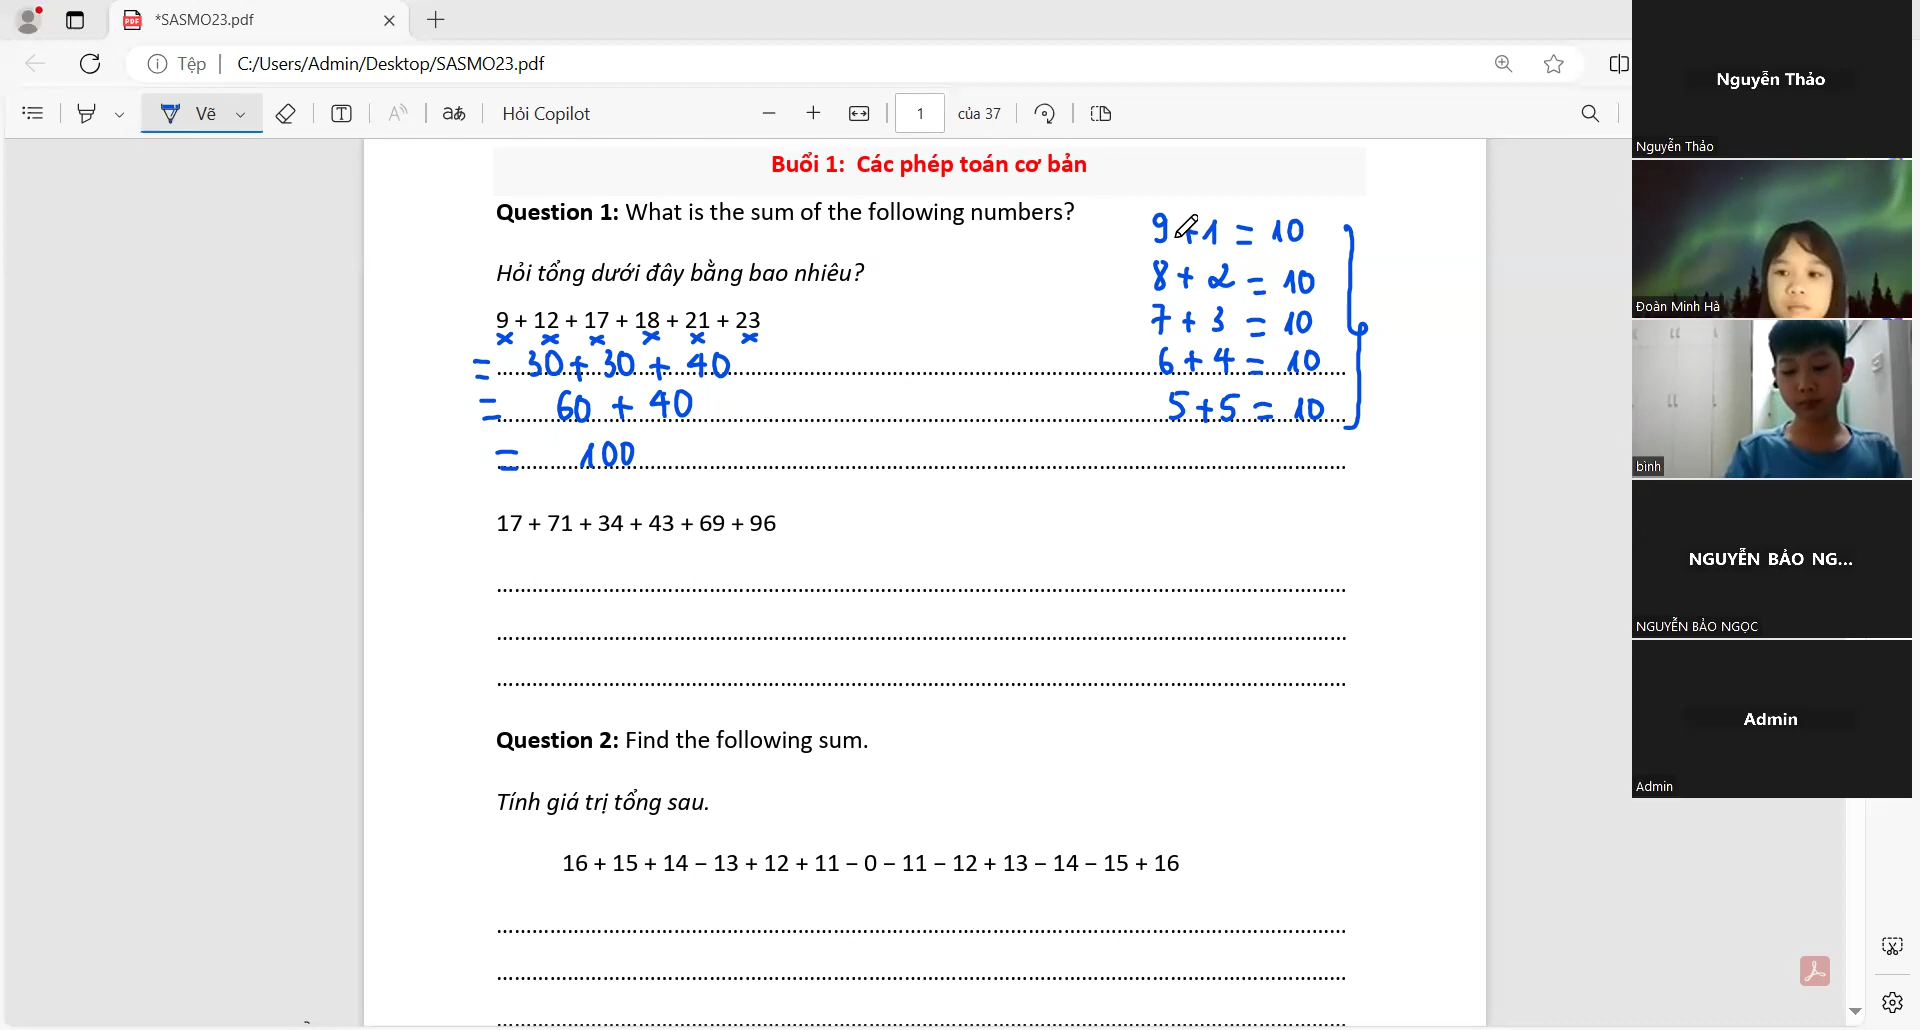 *SASMO23.pdf
Tệp
C:/Users/Admin/Desktop/SASMO23.pdf
Vẽ
aあ
Hỏi Copilot
1
của 37
Buổi 1: Các phép toán cơ bản
Question 1: What is the sum of the following numbers?
9 + 1 = 10
Hỏi tổng dưới đây bằng bao nhiêu?
8 + 2 = 10
9 + 12 + 17 + 18 + 21 + 23
7 + 3 = 10
= 30 + 30 + 40
6 + 4 = 10
= 60 + 40
5 + 5 = 10
= 100
17 + 71 + 34 + 43 + 69 + 96
Question 2: Find the following sum.
Tính giá trị tổng sau.
16 + 15 + 14 − 13 + 12 + 11 − 0 − 11 − 12 + 13 − 14 − 15 + 16
Nguyễn Thảo
Nguyễn Thảo
Đoàn Minh Hà
bình
NGUYỄN BẢO NG...
NGUYỄN BẢO NGỌC
Admin
Admin